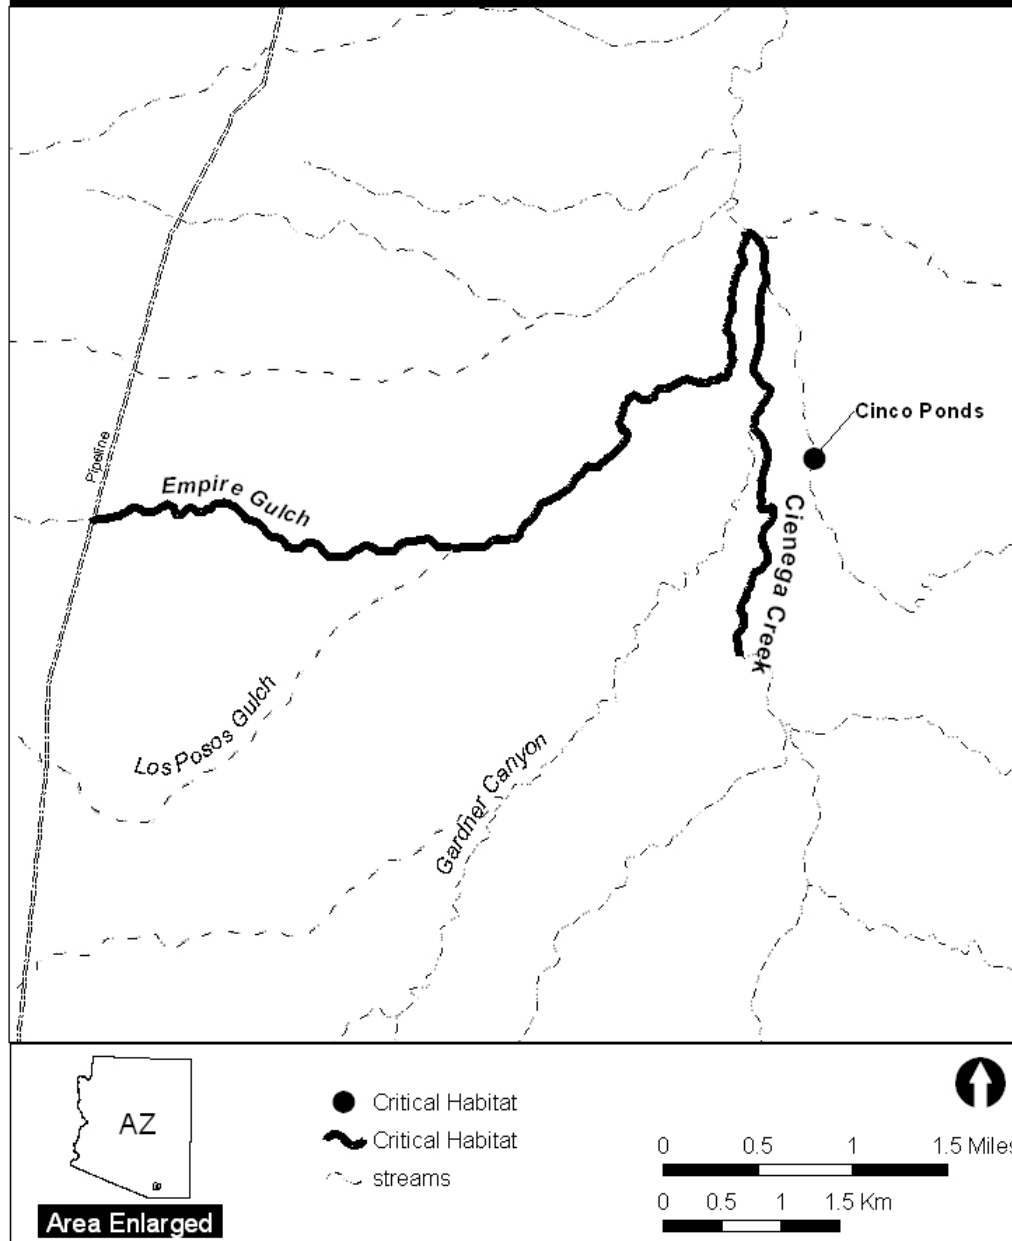 Cinco Ponds
Pipeline
Empire Gulch
Cienega Creek
Los Posos Gulch
Gardner Canyon
AZ
Area Enlarged
Critical Habitat
Critical Habitat
streams
0 0.5 1 1.5 Miles
0 0.5 1 1.5 Km